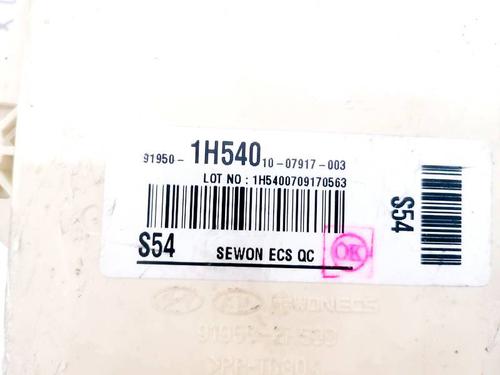 91950- 1H540 10-07917-003
LOT NO : 1H5400709170563
S54 SEWON ECS QC OK
S54